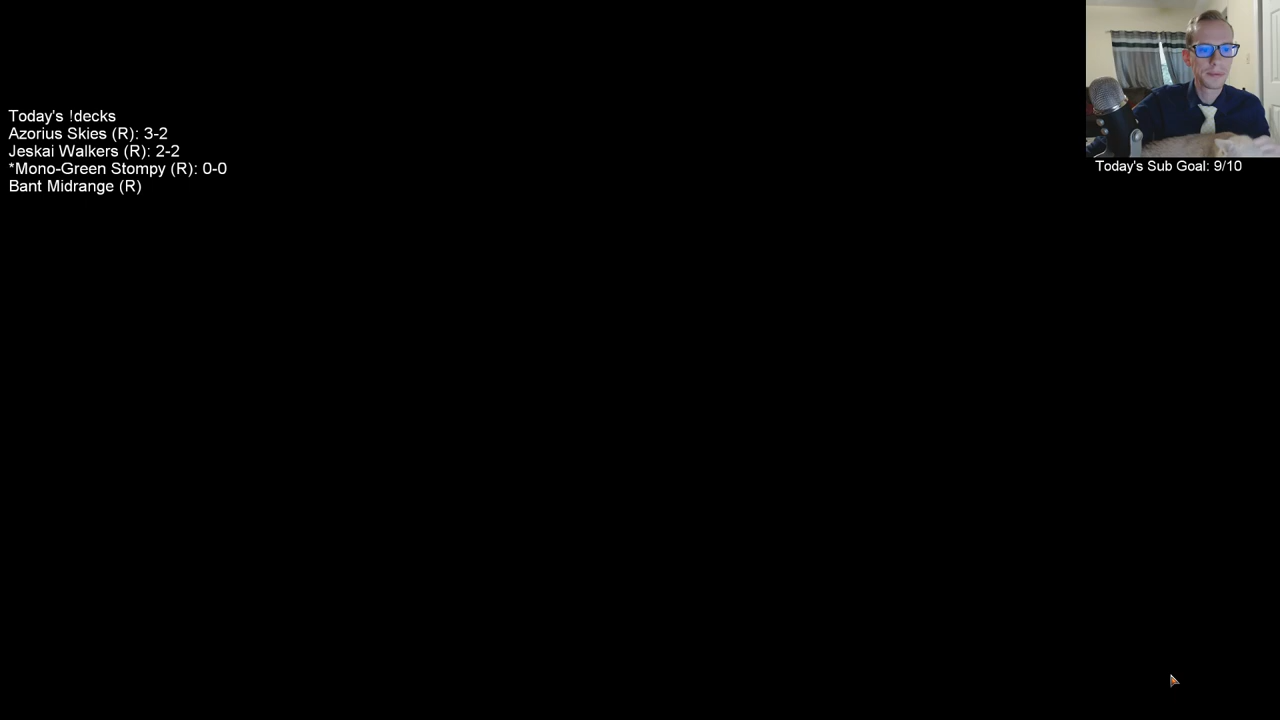 Today's !decks
Azorius Skies (R): 3-2
Jeskai Walkers (R): 2-2
*Mono-Green Stompy (R): 0-0
Bant Midrange (R)
Today's Sub Goal: 9/10